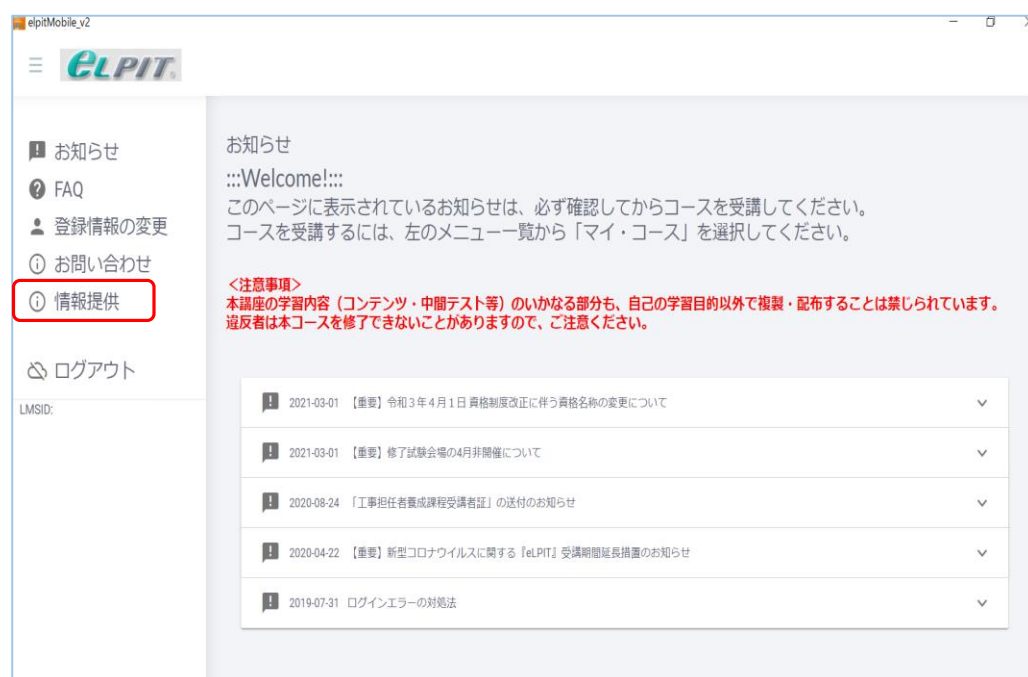 elpitMobile_v2
eLPIT
お知らせ
FAQ
登録情報の変更
お問い合わせ
情報提供
ログアウト
LMSID:
お知らせ
:::Welcome!:::
このページに表示されているお知らせは、必ず確認してからコースを受講してください。
コースを受講するには、左のメニュー一覧から「マイ・コース」を選択してください。
＜注意事項＞
本講座の学習内容（コンテンツ・中間テスト等）のいかなる部分も、自己の学習目的以外で複製・配布することは禁じられています。
違反者は本コースを修了できないことがありますので、ご注意ください。
2021-03-01 【重要】令和３年４月１日 資格制度改正に伴う資格名称の変更について
2021-03-01 【重要】修了試験会場の4月非開催について
2020-08-24 「工事担任者養成課程受講者証」の送付のお知らせ
2020-04-22 【重要】新型コロナウイルスに関する『eLPIT』受講期間延長措置のお知らせ
2019-07-31 ログインエラーの対処法